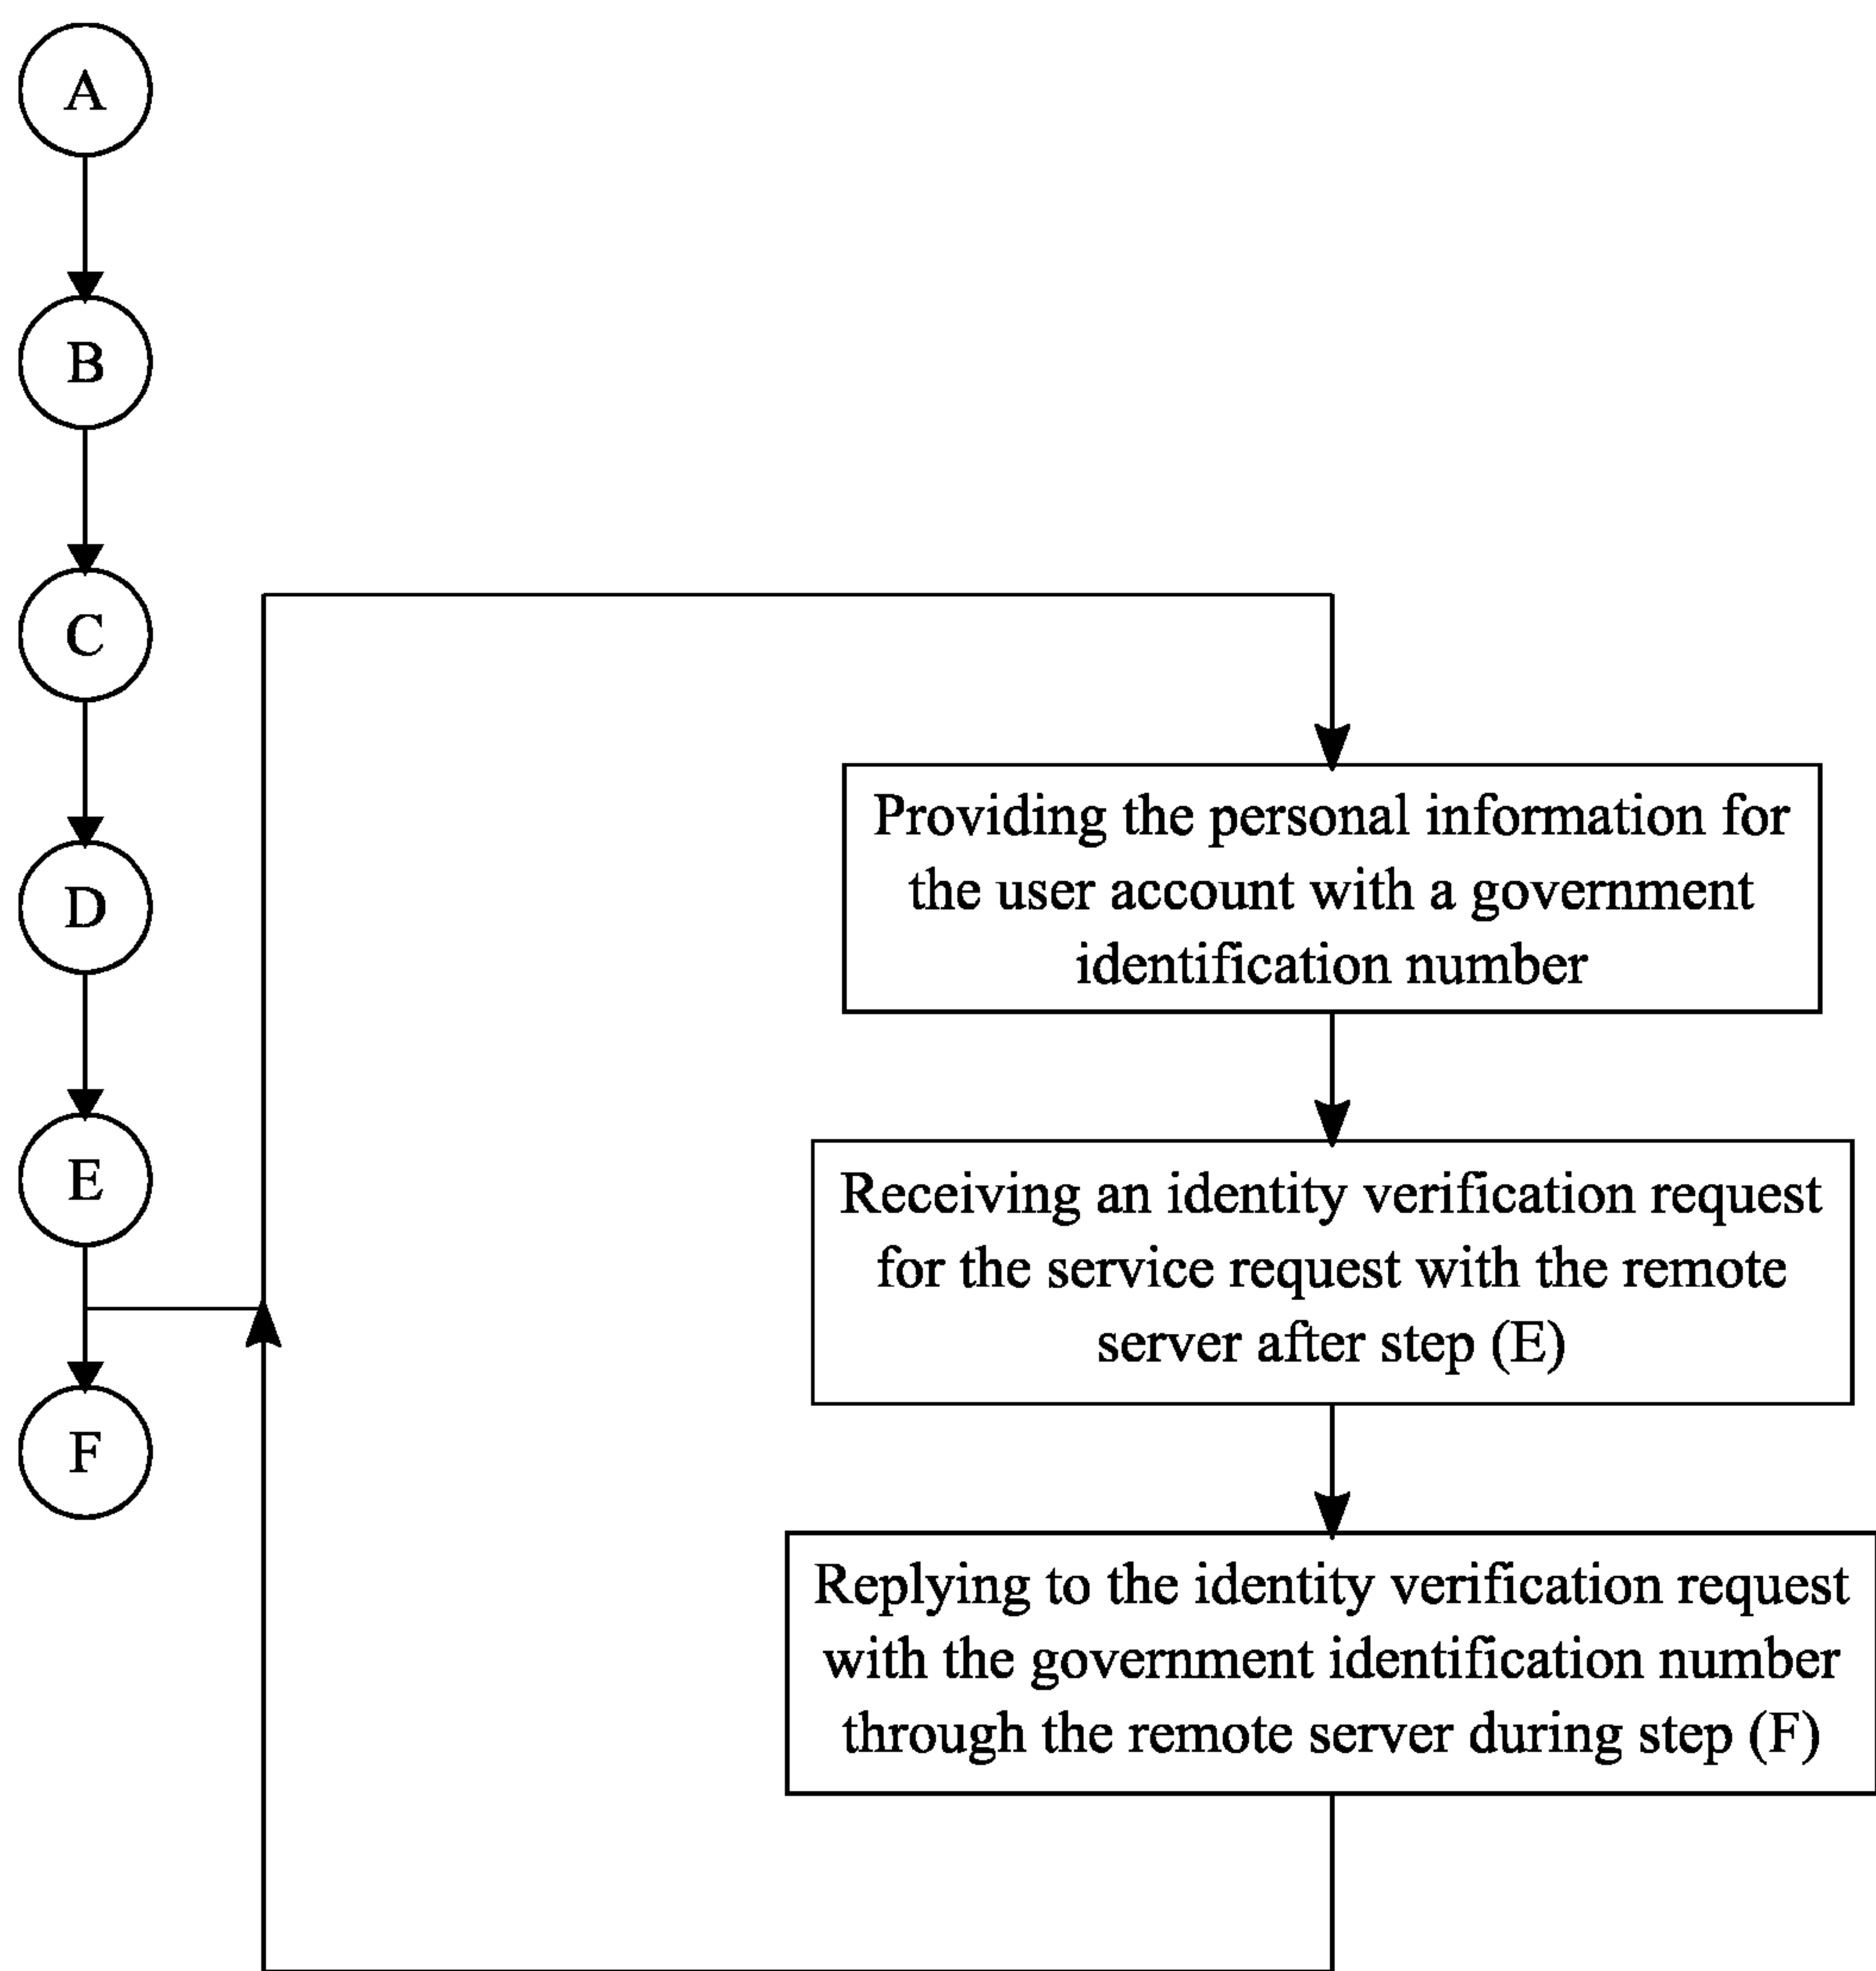 A
B
C
D
E
F
Providing the personal information for
the user account with a government
identification number
Receiving an identity verification request
for the service request with the remote
server after step (E)
Replying to the identity verification request
with the government identification number
through the remote server during step (F)